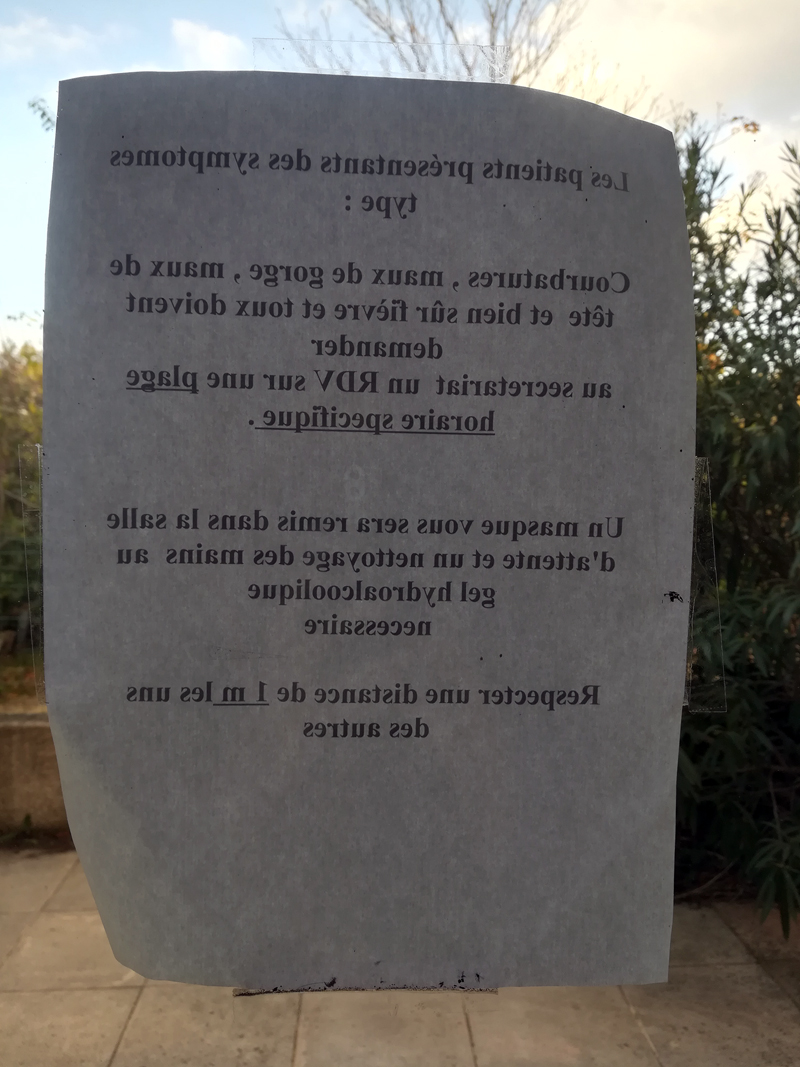 Les patients présentants des symptomes
type :
Courbatures , maux de gorge , maux de
tête et bien sûr fièvre et toux doivent
demander
au secretariat un RDV sur une plage
horaire specifique .
Un masque vous sera remis dans la salle
d'attente et un nettoyage des mains au
gel hydroalcoolique
necessaire
Respecter une distance de 1 m les uns
des autres